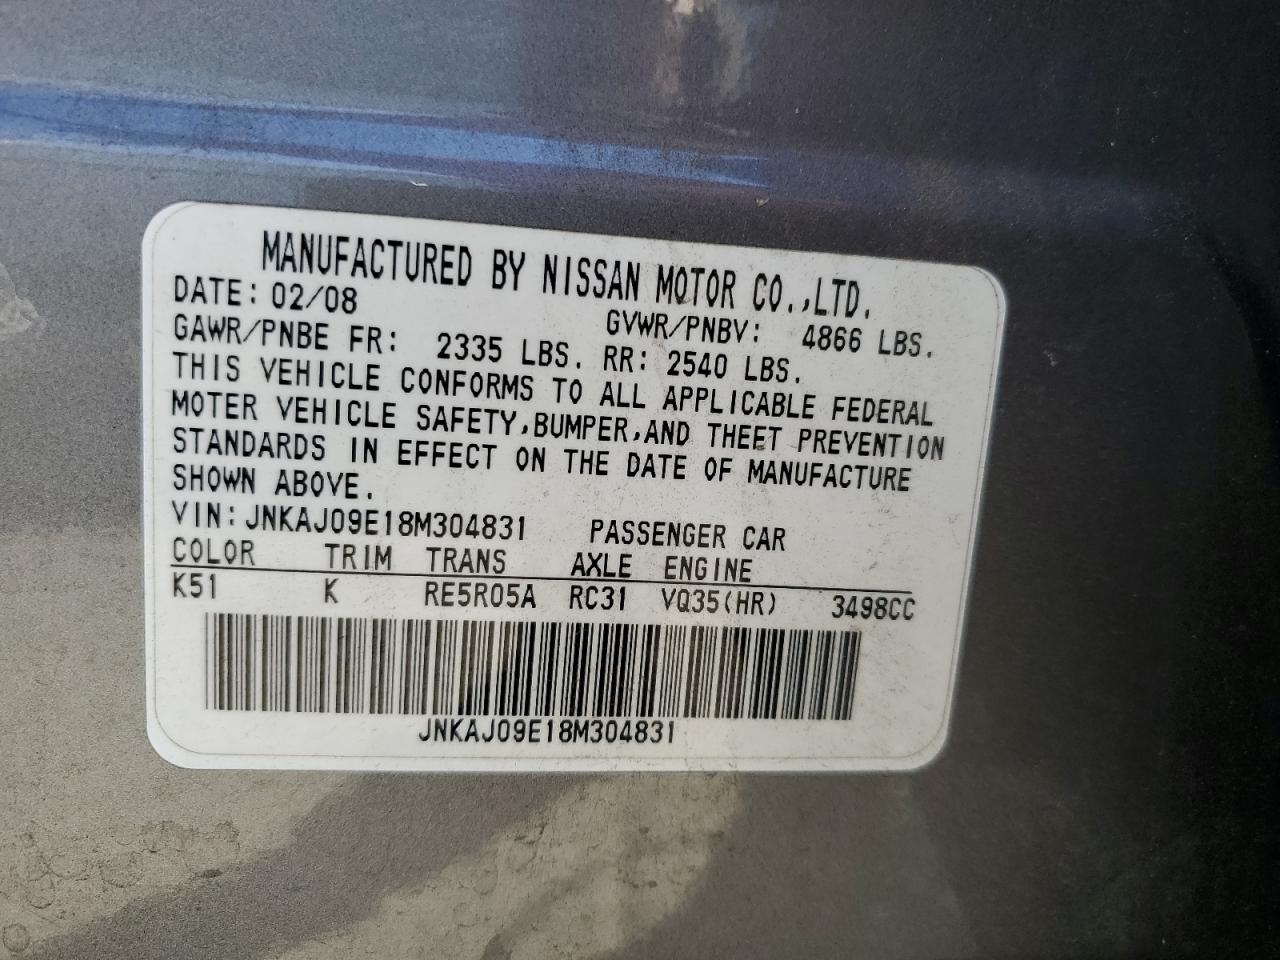 MANUFACTURED BY NISSAN MOTOR CO.,LTD.
DATE: 02/08 GVWR/PNBV: 4866 LBS.
GAWR/PNBE FR: 2335 LBS. RR: 2540 LBS.
THIS VEHICLE CONFORMS TO ALL APPLICABLE FEDERAL
MOTER VEHICLE SAFETY,BUMPER,AND THEFT PREVENTION
STANDARDS IN EFFECT ON THE DATE OF MANUFACTURE
SHOWN ABOVE.
VIN:JNKAJ09E18M304831 PASSENGER CAR
COLOR TRIM TRANS AXLE ENGINE
K51 K RE5R05A RC31 VQ35(HR) 3498CC
JNKAJ09E18M304831